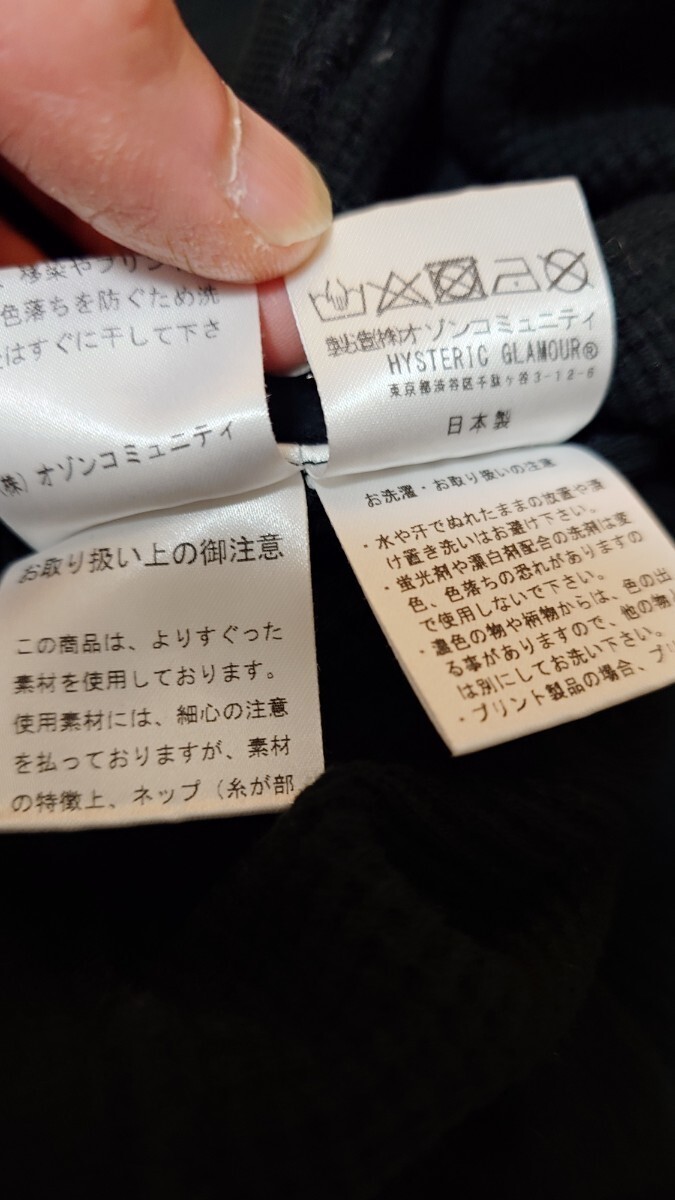 、移染やプリン
色落ちを防ぐため洗
はすぐに干して下さ
(株)オゾンコミュニティ
製造(株)オゾンコミュニティ
HYSTERIC GLAMOUR®
東京都渋谷区千駄ヶ谷3-12-6
日本製
お取り扱い上の御注意
この商品は、よりすぐった
素材を使用しております。
使用素材には、細心の注意
を払っておりますが、素材
の特徴上、ネップ(糸が部
お洗濯・お取り扱いの注意
・水や汗でぬれたままの放置や浸
け置き洗いはお避け下さい。
・蛍光剤や漂白剤配合の洗剤は変
色、色落ちの恐れがありますの
で使用しないで下さい。
・濃色の物や柄物からは、色の出
る事がありますので、他の物と
は別にしてお洗い下さい。
・プリント製品の場合、プリ